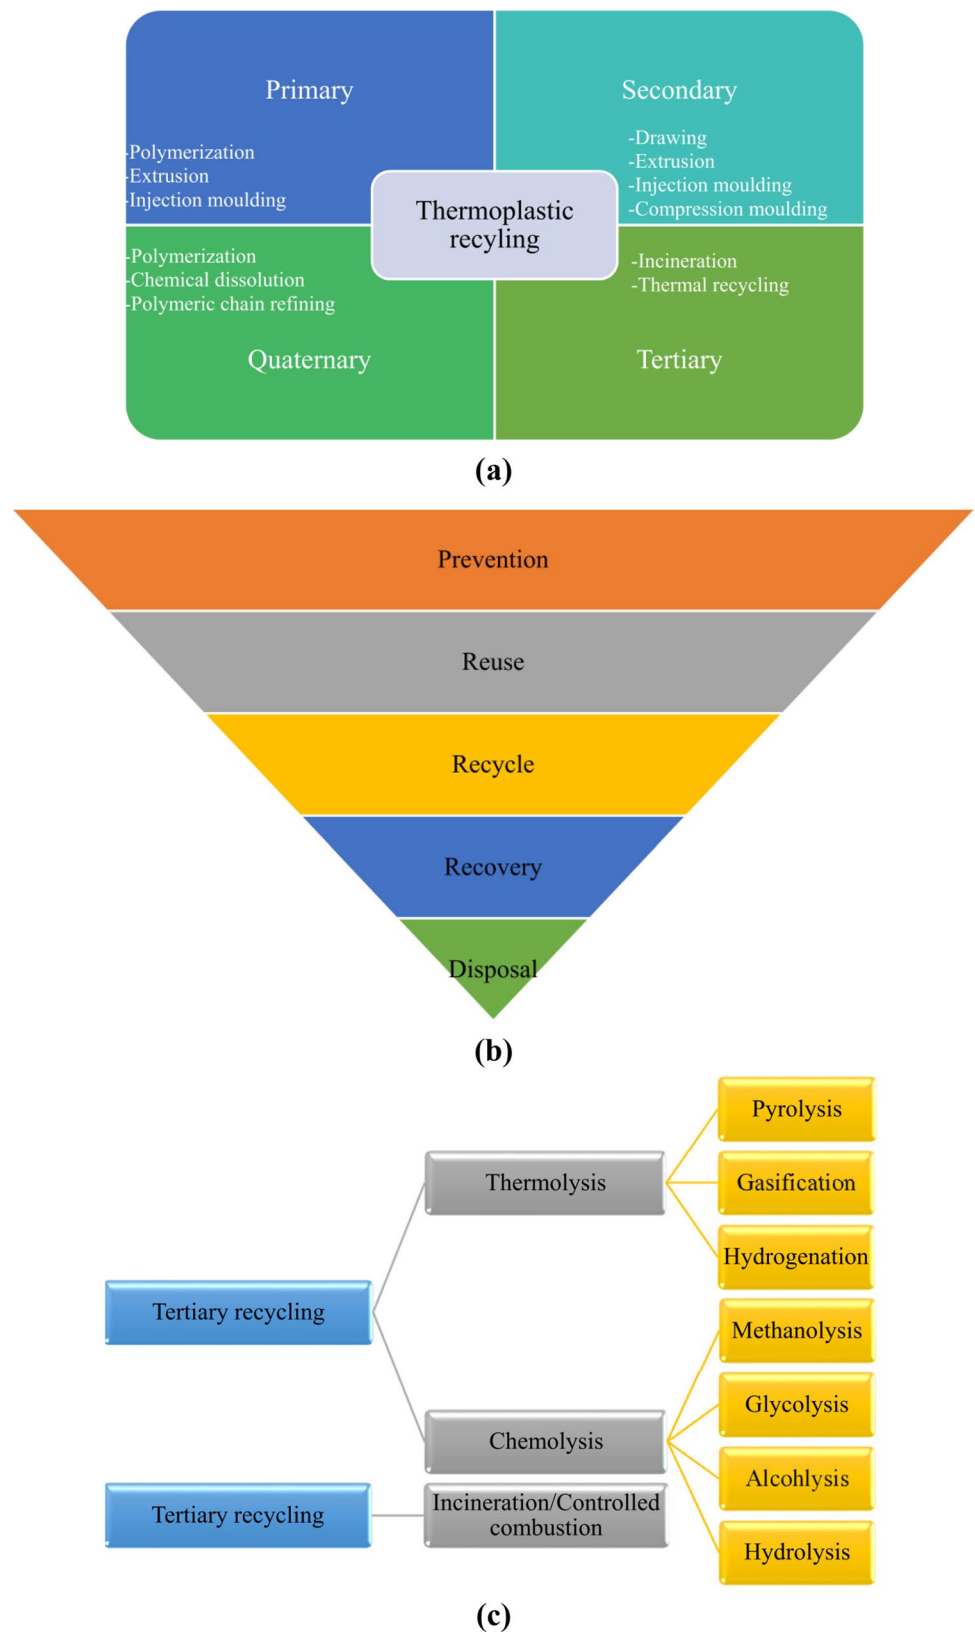 Primary
-Polymerization
-Extrusion
-Injection moulding
Secondary
-Drawing
-Extrusion
-Injection moulding
-Compression moulding
Thermoplastic
recyling
-Polymerization
-Chemical dissolution
-Polymeric chain refining
Quaternary
-Incineration
-Thermal recycling
Tertiary
(a)
Prevention
Reuse
Recycle
Recovery
Disposal
(b)
Tertiary recycling
Thermolysis
Pyrolysis
Gasification
Hydrogenation
Chemolysis
Methanolysis
Glycolysis
Alcohlysis
Hydrolysis
Tertiary recycling
Incineration/Controlled
combustion
(c)